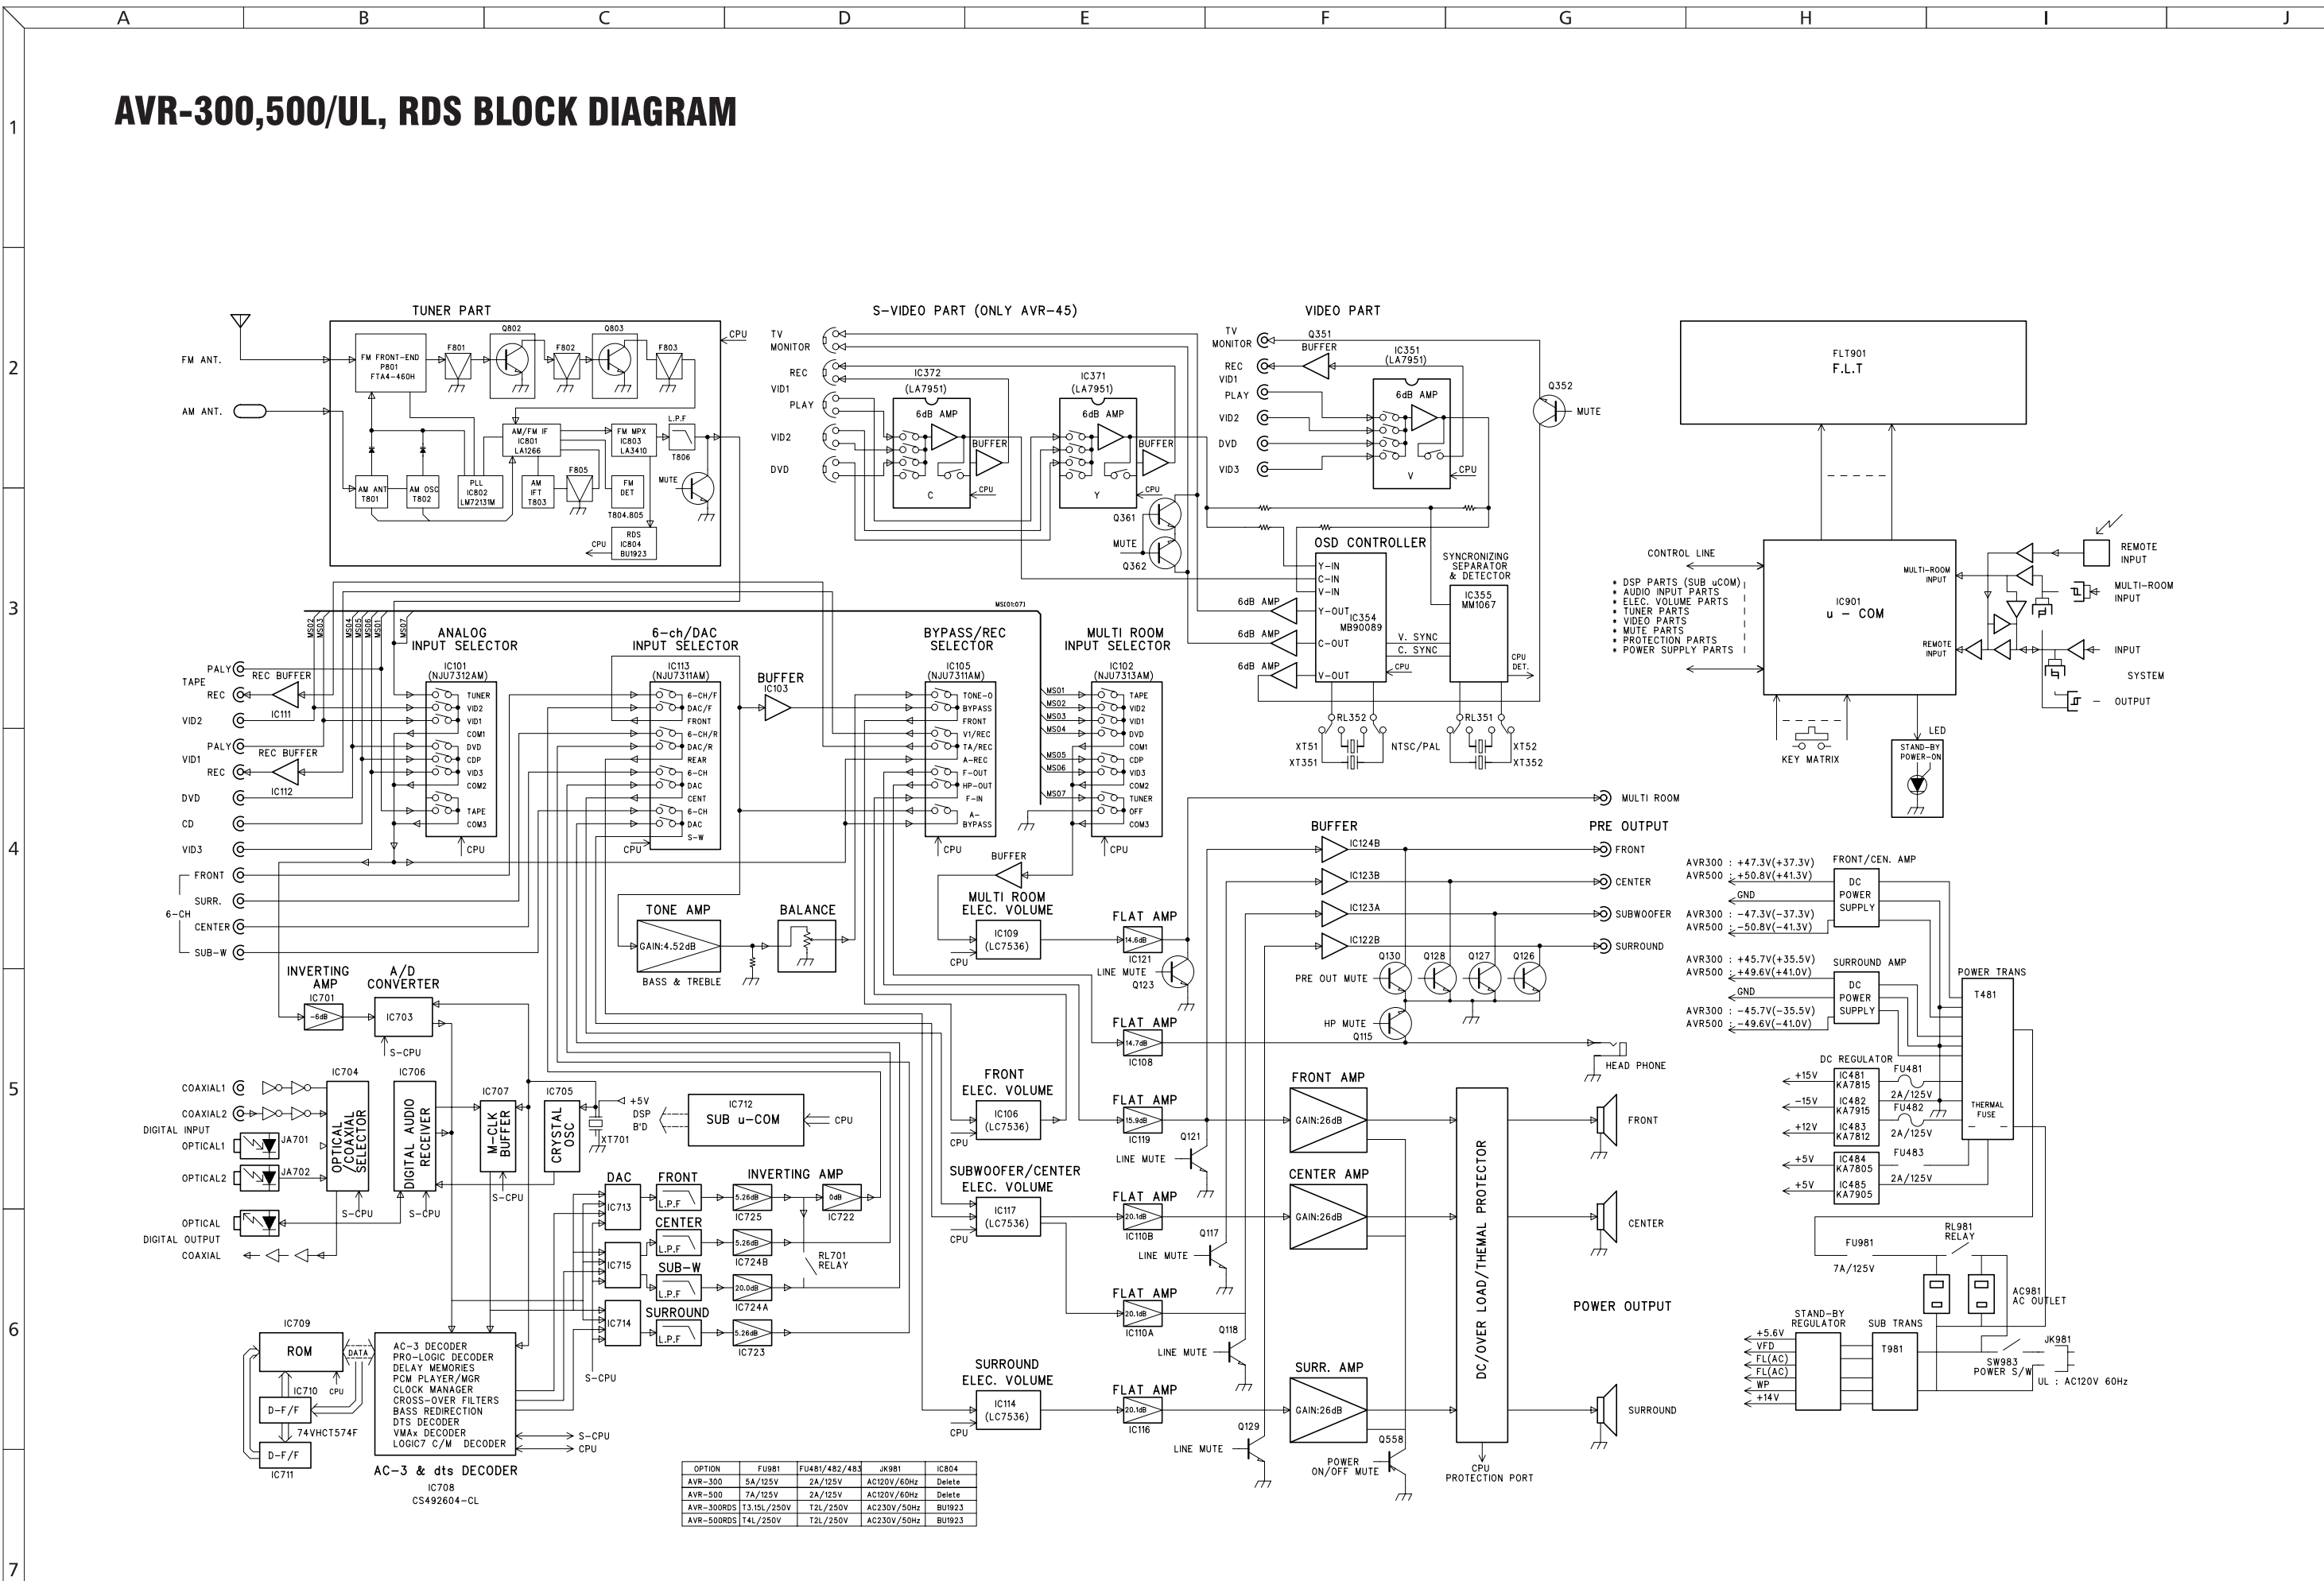 A B C D E F G H I J
1
2
3
4
5
6
7
AVR-300,500/UL, RDS BLOCK DIAGRAM
TUNER PART
FM ANT.
AM ANT.
FM FRONT-END
P801
FTA4-460H
F801
Q802
F802
Q803
F803
CPU
AM/FM IF
IC801
LA1266
FM MPX
IC803
LA3410
L.P.F
T806
MUTE
AM ANT
T801
AM OSC
T802
PLL
IC802
LM72131M
AM
IFT
T803
F805
FM
DET
T804.805
RDS
IC804
BU1923
CPU
S-VIDEO PART (ONLY AVR-45)
TV
MONITOR
REC
VID1
PLAY
VID2
DVD
IC372
(LA7951)
6dB AMP
BUFFER
C
CPU
IC371
(LA7951)
6dB AMP
BUFFER
Y
CPU
Q361
MUTE
Q362
VIDEO PART
TV
MONITOR
REC
VID1
PLAY
VID2
DVD
VID3
Q351
BUFFER
IC351
(LA7951)
6dB AMP
V
CPU
Q352
MUTE
OSD CONTROLLER
Y-IN
C-IN
V-IN
Y-OUT
IC354
MB90089
C-OUT
V-OUT
6dB AMP
6dB AMP
6dB AMP
V. SYNC
C. SYNC
CPU
SYNCRONIZING
SEPARATOR
& DETECTOR
IC355
MM1067
CPU
DET.
RL352
RL351
XT51
XT351
NTSC/PAL
XT52
XT352
FLT901
F.L.T
CONTROL LINE
* DSP PARTS (SUB uCOM)
* AUDIO INPUT PARTS
* ELEC. VOLUME PARTS
* TUNER PARTS
* VIDEO PARTS
* MUTE PARTS
* PROTECTION PARTS
* POWER SUPPLY PARTS
IC901
u - COM
MULTI-ROOM
INPUT
REMOTE
INPUT
REMOTE
INPUT
MULTI-ROOM
INPUT
INPUT
SYSTEM
OUTPUT
KEY MATRIX
LED
STAND-BY
POWER-ON
MS[01:07]
MS02
MS03
MS04
MS05
MS06
MS01
MS07
ANALOG
INPUT SELECTOR
IC101
(NJU7312AM)
TUNER
VID2
VID1
COM1
DVD
CDP
VID3
COM2
TAPE
COM3
CPU
PALY
TAPE
REC
REC BUFFER
IC111
VID2
PALY
VID1
REC
REC BUFFER
IC112
DVD
CD
VID3
FRONT
SURR.
6-CH
CENTER
SUB-W
6-ch/DAC
INPUT SELECTOR
IC113
(NJU7311AM)
6-CH/F
DAC/F
FRONT
6-CH/R
DAC/R
REAR
6-CH
DAC
CENT
6-CH
DAC
S-W
CPU
BUFFER
IC103
BYPASS/REC
SELECTOR
IC105
(NJU7311AM)
TONE-O
BYPASS
FRONT
V1/REC
TA/REC
A-REC
F-OUT
HP-OUT
F-IN
A-
BYPASS
CPU
MULTI ROOM
INPUT SELECTOR
IC102
(NJU7313AM)
MS01
MS02
MS03
MS04
MS05
MS06
MS07
TAPE
VID2
VID1
DVD
COM1
CDP
VID3
COM2
TUNER
OFF
COM3
CPU
BUFFER
TONE AMP
GAIN:4.52dB
BASS & TREBLE
BALANCE
MULTI ROOM
ELEC. VOLUME
IC109
(LC7536)
CPU
FLAT AMP
14.6dB
IC121
LINE MUTE
Q123
FLAT AMP
14.7dB
IC108
MULTI ROOM
BUFFER
PRE OUTPUT
IC124B
FRONT
IC123B
CENTER
IC123A
SUBWOOFER
IC122B
SURROUND
Q130
Q128
Q127
Q126
PRE OUT MUTE
HP MUTE
Q115
HEAD PHONE
INVERTING
AMP
IC701
-6dB
A/D
CONVERTER
IC703
S-CPU
COAXIAL1
COAXIAL2
DIGITAL INPUT
OPTICAL1
JA701
OPTICAL2
JA702
OPTICAL
DIGITAL OUTPUT
COAXIAL
IC704
OPTICAL
/COAXIAL
SELECTOR
S-CPU
IC706
DIGITAL AUDIO
RECEIVER
S-CPU
IC707
M-CLK
BUFFER
S-CPU
IC705
CRYSTAL
OSC
+5V
XT701
DSP
B'D
IC712
SUB u-COM
CPU
DAC
IC713
IC715
IC714
S-CPU
FRONT
L.P.F
CENTER
L.P.F
SUB-W
L.P.F
SURROUND
L.P.F
INVERTING AMP
5.26dB
IC725
0dB
IC722
5.26dB
IC724B
20.0dB
IC724A
5.26dB
IC723
RL701
RELAY
IC709
ROM
DATA
IC710
CPU
D-F/F
74VHCT574F
D-F/F
IC711
AC-3 DECODER
PRO-LOGIC DECODER
DELAY MEMORIES
PCM PLAYER/MGR
CLOCK MANAGER
CROSS-OVER FILTERS
BASS REDIRECTION
DTS DECODER
VMAx DECODER
LOGIC7 C/M DECODER
S-CPU
CPU
AC-3 & dts DECODER
IC708
CS492604-CL
FRONT
ELEC. VOLUME
IC106
(LC7536)
CPU
FLAT AMP
15.9dB
IC119
Q121
LINE MUTE
FRONT AMP
GAIN:26dB
SUBWOOFER/CENTER
ELEC. VOLUME
IC117
(LC7536)
CPU
FLAT AMP
20.1dB
IC110B
Q117
LINE MUTE
CENTER AMP
GAIN:26dB
FLAT AMP
20.1dB
IC110A
Q118
LINE MUTE
SURROUND
ELEC. VOLUME
IC114
(LC7536)
CPU
FLAT AMP
20.1dB
IC116
Q129
LINE MUTE
SURR. AMP
GAIN:26dB
Q558
POWER
ON/OFF MUTE
DC/OVER LOAD/THEMAL PROTECTOR
CPU
PROTECTION PORT
FRONT
CENTER
POWER OUTPUT
SURROUND
AVR300 : +47.3V(+37.3V)
AVR500 : +50.8V(+41.3V)
GND
AVR300 : -47.3V(-37.3V)
AVR500 : -50.8V(-41.3V)
FRONT/CEN. AMP
DC
POWER
SUPPLY
AVR300 : +45.7V(+35.5V)
AVR500 : +49.6V(+41.0V)
GND
AVR300 : -45.7V(-35.5V)
AVR500 : -49.6V(-41.0V)
SURROUND AMP
DC
POWER
SUPPLY
POWER TRANS
T481
THERMAL
FUSE
DC REGULATOR
+15V
IC481
KA7815
-15V
IC482
KA7915
+12V
IC483
KA7812
+5V
IC484
KA7805
+5V
IC485
KA7905
FU481
2A/125V
FU482
2A/125V
FU483
2A/125V
RL981
RELAY
FU981
7A/125V
AC981
AC OUTLET
STAND-BY
REGULATOR
SUB TRANS
T981
+5.6V
VFD
FL(AC)
FL(AC)
WP
+14V
SW983
POWER S/W
JK981
UL : AC120V 60Hz
OPTION FU981 FU481/482/483 JK981 IC804
AVR-300 5A/125V 2A/125V AC120V/60Hz Delete
AVR-500 7A/125V 2A/125V AC120V/60Hz Delete
AVR-300RDS T3.15L/250V T2L/250V AC230V/50Hz BU1923
AVR-500RDS T4L/250V T2L/250V AC230V/50Hz BU1923